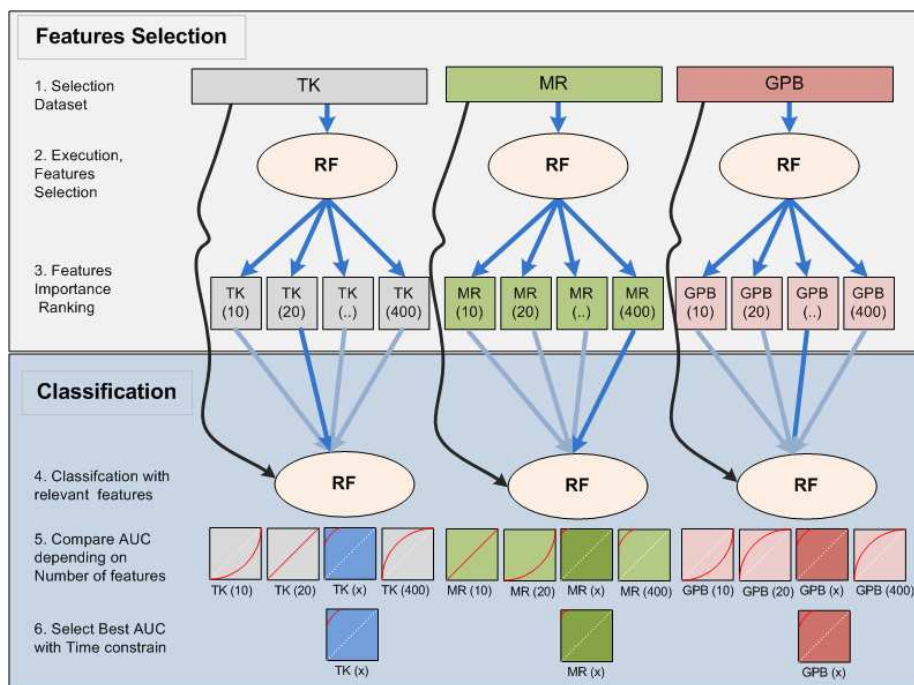 Features Selection
1. Selection
Dataset
TK
MR
GPB
2. Execution,
Features
Selection
RF
RF
RF
3. Features
Importance
Ranking
TK
(10)
TK
(20)
TK
(..)
TK
(400)
MR
(10)
MR
(20)
MR
(..)
MR
(400)
GPB
(10)
GPB
(20)
GPB
(..)
GPB
(400)
Classification
4. Classifcation with
relevant features
RF
RF
RF
5. Compare AUC
depending on
Number of features
TK (10)
TK (20)
TK (x)
TK (400)
MR (10)
MR (20)
MR (x)
MR (400)
GPB (10)
GPB (20)
GPB (x)
GPB (400)
6. Select Best AUC
with Time constrain
TK (x)
MR (x)
GPB (x)